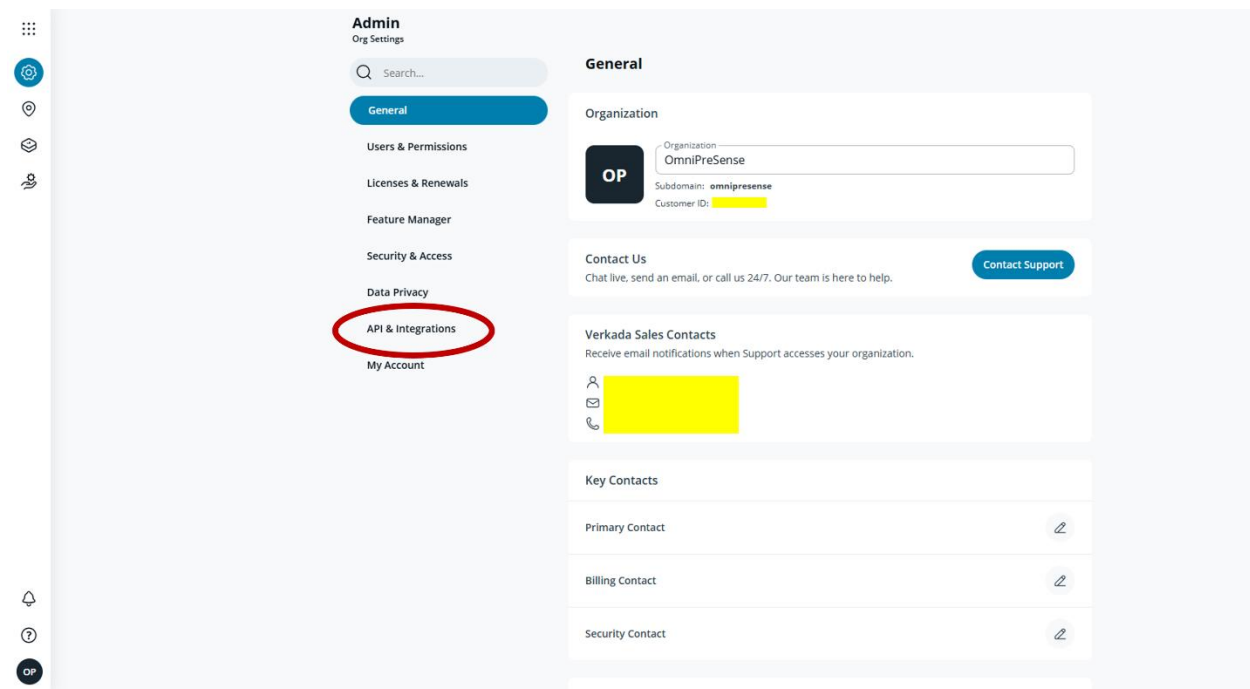 Admin
Org Settings
Search...
General
Users & Permissions
Licenses & Renewals
Feature Manager
Security & Access
Data Privacy
API & Integrations
My Account
General
Organization
OP
Organization
OmniPreSense
Subdomain: omnipresense
Customer ID:
Contact Us
Chat live, send an email, or call us 24/7. Our team is here to help.
Contact Support
Verkada Sales Contacts
Receive email notifications when Support accesses your organization.
Key Contacts
Primary Contact
Billing Contact
Security Contact
OP